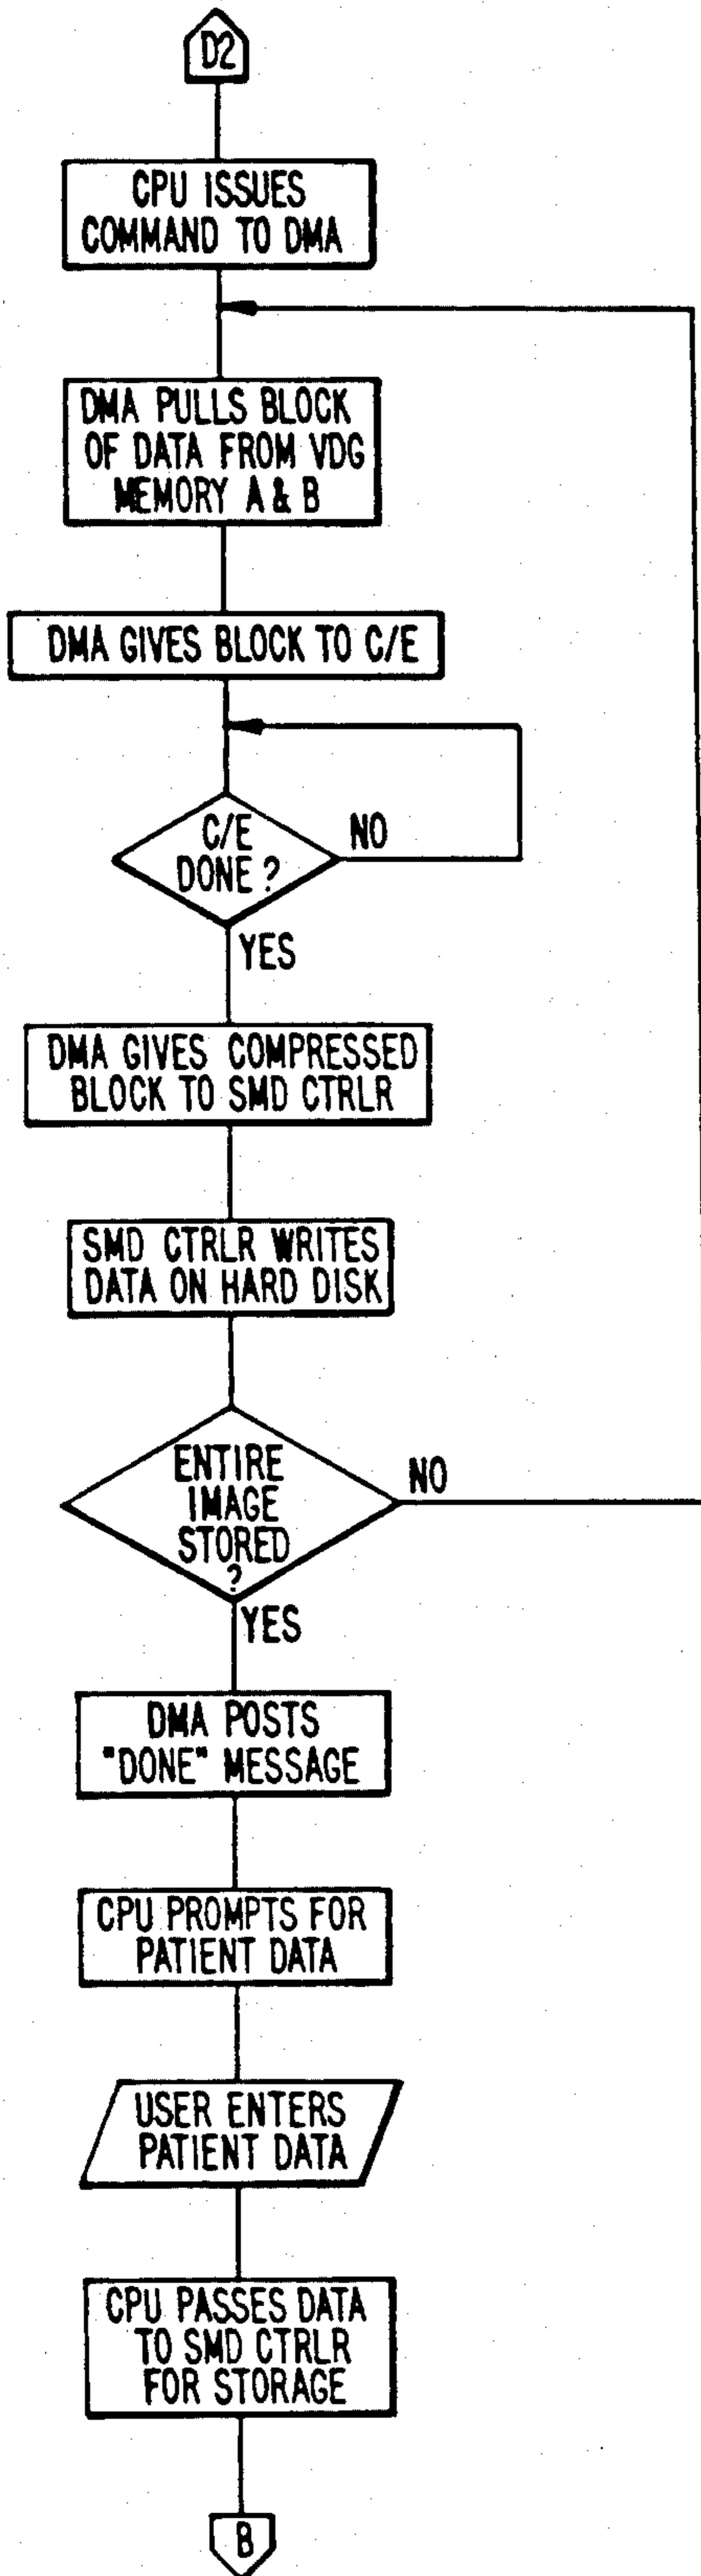 D2
CPU ISSUES
COMMAND TO DMA
DMA PULLS BLOCK
OF DATA FROM VDG
MEMORY A & B
DMA GIVES BLOCK TO C/E
C/E
DONE ?
NO
YES
DMA GIVES COMPRESSED
BLOCK TO SMD CTRLR
SMD CTRLR WRITES
DATA ON HARD DISK
ENTIRE
IMAGE
STORED
?
NO
YES
DMA POSTS
"DONE" MESSAGE
CPU PROMPTS FOR
PATIENT DATA
USER ENTERS
PATIENT DATA
CPU PASSES DATA
TO SMD CTRLR
FOR STORAGE
B